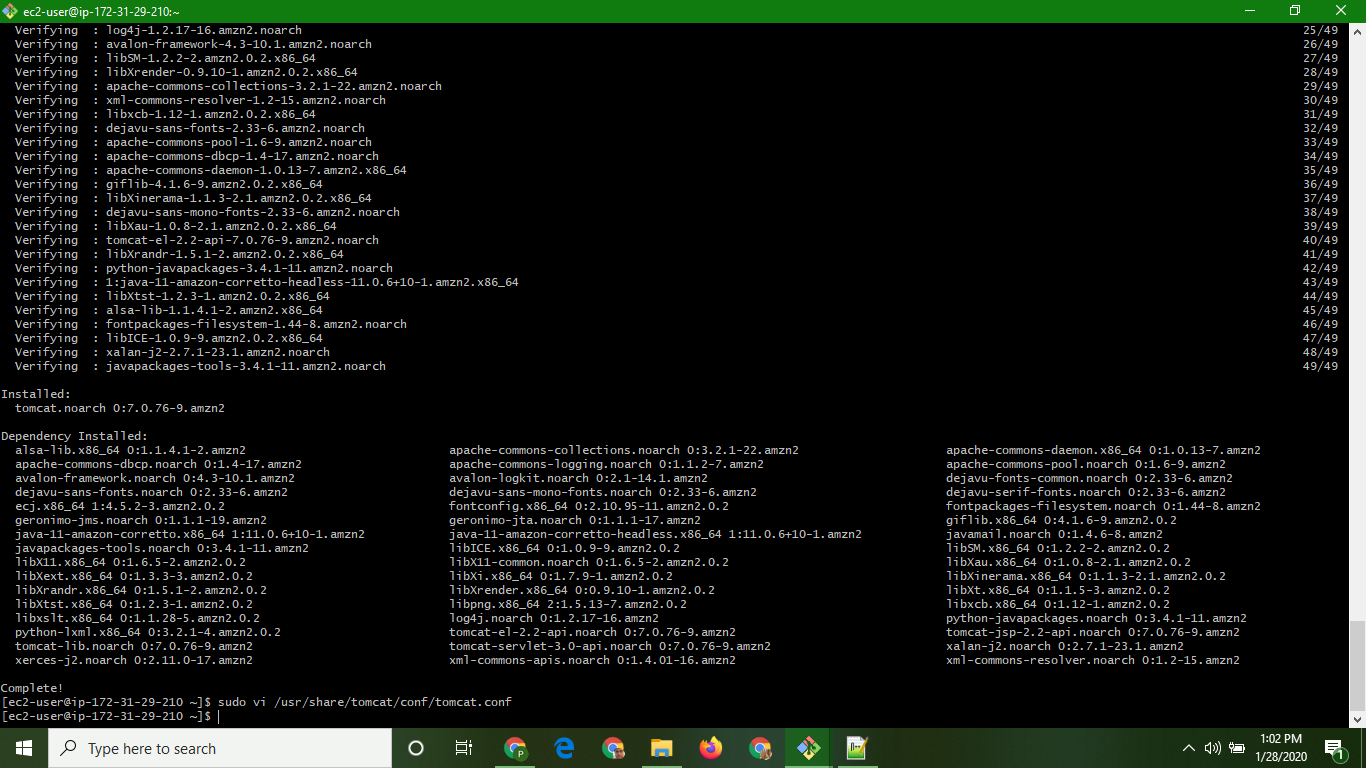 ec2-user@ip-172-31-29-210:~
Verifying : log4j-1.2.17-16.amzn2.noarch 25/49
Verifying : avalon-framework-4.3-10.1.amzn2.noarch 26/49
Verifying : libSM-1.2.2-2.amzn2.0.2.x86_64 27/49
Verifying : libXrender-0.9.10-1.amzn2.0.2.x86_64 28/49
Verifying : apache-commons-collections-3.2.1-22.amzn2.noarch 29/49
Verifying : xml-commons-resolver-1.2-15.amzn2.noarch 30/49
Verifying : libxcb-1.12-1.amzn2.0.2.x86_64 31/49
Verifying : dejavu-sans-fonts-2.33-6.amzn2.noarch 32/49
Verifying : apache-commons-pool-1.6-9.amzn2.noarch 33/49
Verifying : apache-commons-dbcp-1.4-17.amzn2.noarch 34/49
Verifying : apache-commons-daemon-1.0.13-7.amzn2.x86_64 35/49
Verifying : giflib-4.1.6-9.amzn2.0.2.x86_64 36/49
Verifying : libXinerama-1.1.3-2.1.amzn2.0.2.x86_64 37/49
Verifying : dejavu-sans-mono-fonts-2.33-6.amzn2.noarch 38/49
Verifying : libXau-1.0.8-2.1.amzn2.0.2.x86_64 39/49
Verifying : tomcat-el-2.2-api-7.0.76-9.amzn2.noarch 40/49
Verifying : libXrandr-1.5.1-2.amzn2.0.2.x86_64 41/49
Verifying : python-javapackages-3.4.1-11.amzn2.noarch 42/49
Verifying : 1:java-11-amazon-corretto-headless-11.0.6+10-1.amzn2.x86_64 43/49
Verifying : libXtst-1.2.3-1.amzn2.0.2.x86_64 44/49
Verifying : alsa-lib-1.1.4.1-2.amzn2.x86_64 45/49
Verifying : fontpackages-filesystem-1.44-8.amzn2.noarch 46/49
Verifying : libICE-1.0.9-9.amzn2.0.2.x86_64 47/49
Verifying : xalan-j2-2.7.1-23.1.amzn2.noarch 48/49
Verifying : javapackages-tools-3.4.1-11.amzn2.noarch 49/49
Installed:
tomcat.noarch 0:7.0.76-9.amzn2
Dependency Installed:
alsa-lib.x86_64 0:1.1.4.1-2.amzn2 apache-commons-collections.noarch 0:3.2.1-22.amzn2 apache-commons-daemon.x86_64 0:1.0.13-7.amzn2
apache-commons-dbcp.noarch 0:1.4-17.amzn2 apache-commons-logging.noarch 0:1.1.2-7.amzn2 apache-commons-pool.noarch 0:1.6-9.amzn2
avalon-framework.noarch 0:4.3-10.1.amzn2 avalon-logkit.noarch 0:2.1-14.1.amzn2 dejavu-fonts-common.noarch 0:2.33-6.amzn2
dejavu-sans-fonts.noarch 0:2.33-6.amzn2 dejavu-sans-mono-fonts.noarch 0:2.33-6.amzn2 dejavu-serif-fonts.noarch 0:2.33-6.amzn2
ecj.x86_64 1:4.5.2-3.amzn2.0.2 fontconfig.x86_64 0:2.10.95-11.amzn2.0.2 fontpackages-filesystem.noarch 0:1.44-8.amzn2
geronimo-jms.noarch 0:1.1.1-19.amzn2 geronimo-jta.noarch 0:1.1.1-17.amzn2 giflib.x86_64 0:4.1.6-9.amzn2.0.2
java-11-amazon-corretto.x86_64 1:11.0.6+10-1.amzn2 java-11-amazon-corretto-headless.x86_64 1:11.0.6+10-1.amzn2 javamail.noarch 0:1.4.6-8.amzn2
javapackages-tools.noarch 0:3.4.1-11.amzn2 libICE.x86_64 0:1.0.9-9.amzn2.0.2 libSM.x86_64 0:1.2.2-2.amzn2.0.2
libX11.x86_64 0:1.6.5-2.amzn2.0.2 libX11-common.noarch 0:1.6.5-2.amzn2.0.2 libXau.x86_64 0:1.0.8-2.1.amzn2.0.2
libXext.x86_64 0:1.3.3-3.amzn2.0.2 libXi.x86_64 0:1.7.9-1.amzn2.0.2 libXinerama.x86_64 0:1.1.3-2.1.amzn2.0.2
libXrandr.x86_64 0:1.5.1-2.amzn2.0.2 libXrender.x86_64 0:0.9.10-1.amzn2.0.2 libXt.x86_64 0:1.1.5-3.amzn2.0.2
libXtst.x86_64 0:1.2.3-1.amzn2.0.2 libpng.x86_64 2:1.5.13-7.amzn2.0.2 libxcb.x86_64 0:1.12-1.amzn2.0.2
libxslt.x86_64 0:1.1.28-5.amzn2.0.2 log4j.noarch 0:1.2.17-16.amzn2 python-javapackages.noarch 0:3.4.1-11.amzn2
python-lxml.x86_64 0:3.2.1-4.amzn2.0.2 tomcat-el-2.2-api.noarch 0:7.0.76-9.amzn2 tomcat-jsp-2.2-api.noarch 0:7.0.76-9.amzn2
tomcat-lib.noarch 0:7.0.76-9.amzn2 tomcat-servlet-3.0-api.noarch 0:7.0.76-9.amzn2 xalan-j2.noarch 0:2.7.1-23.1.amzn2
xerces-j2.noarch 0:2.11.0-17.amzn2 xml-commons-apis.noarch 0:1.4.01-16.amzn2 xml-commons-resolver.noarch 0:1.2-15.amzn2
Complete!
[ec2-user@ip-172-31-29-210 ~]$ sudo vi /usr/share/tomcat/conf/tomcat.conf
[ec2-user@ip-172-31-29-210 ~]$
Type here to search
1:02 PM
1/28/2020
1